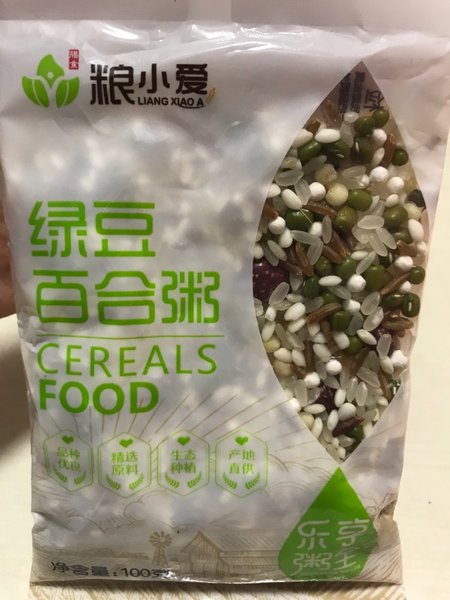 膳食
粮小爱
LIANG XIAO A
绿豆
百合粥
CEREALS
FOOD
品种
优良
精选
原料
生态
种植
产地
直供
乐享
粥生
净含量:100克